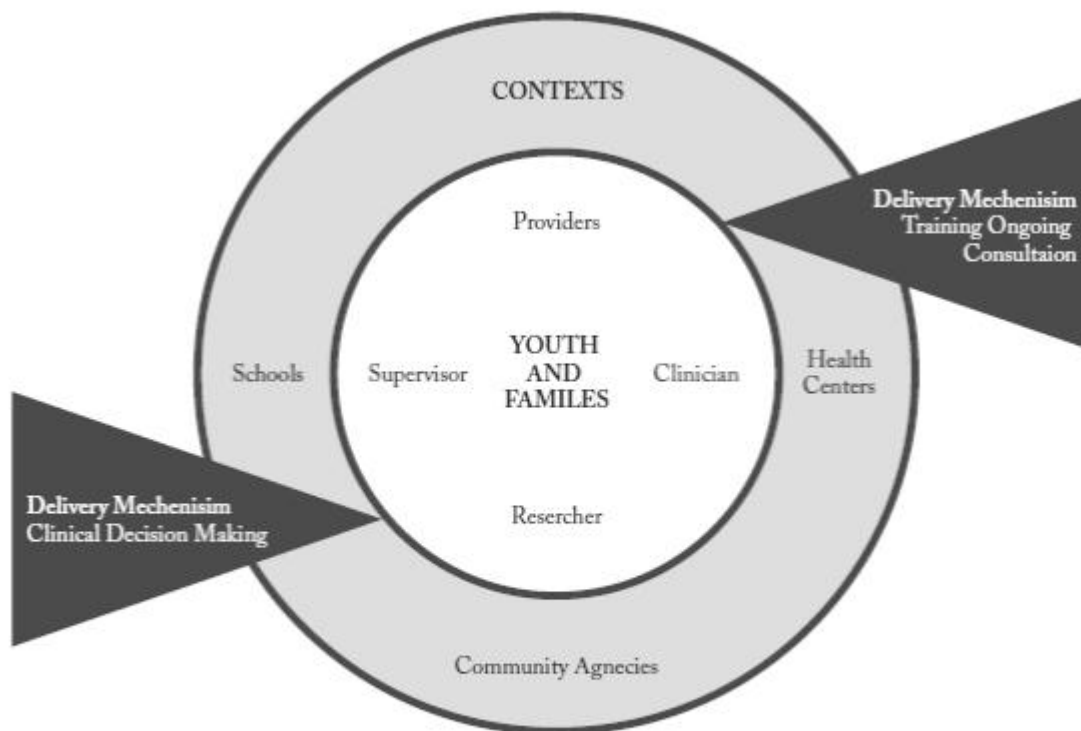 CONTEXTS
Delivery Mechenisim
Training Ongoing
Consultaion
Providers
Schools
Supervisor
YOUTH
AND
FAMILES
Clinician
Health
Centers
Delivery Mechenisim
Clinical Decision Making
Resercher
Community Agnecies